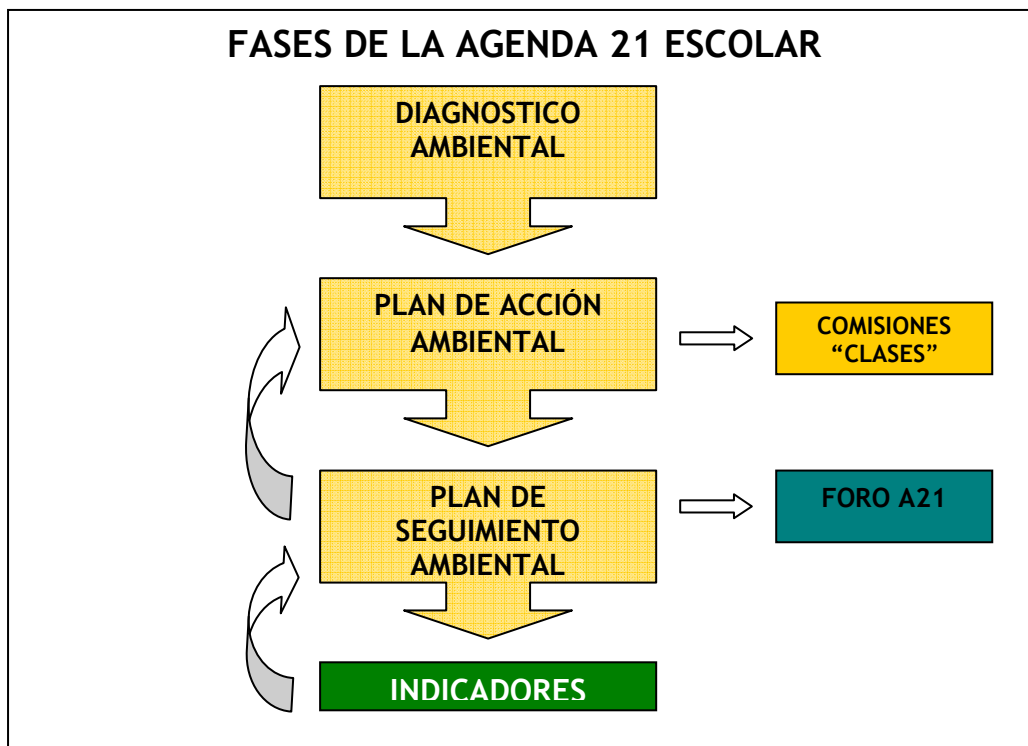 FASES DE LA AGENDA 21 ESCOLAR
DIAGNOSTICO
AMBIENTAL
PLAN DE ACCIÓN
AMBIENTAL
COMISIONES
“CLASES”
PLAN DE
SEGUIMIENTO
AMBIENTAL
FORO A21
INDICADORES